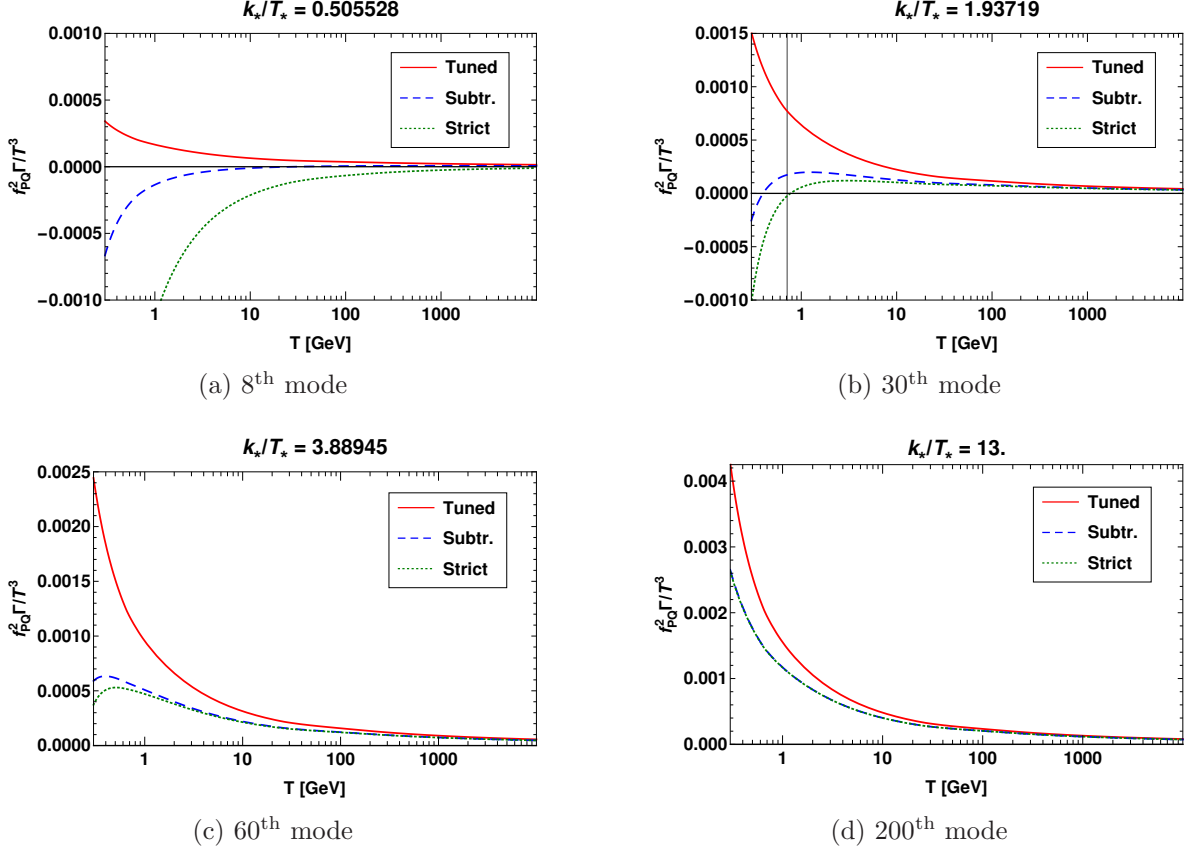 k*/T* = 0.505528
0.0010
0.0005
0.0000
−0.0005
−0.0010
f²PQΓ/T³
Tuned
Subtr.
Strict
1 10 100 1000
T [GeV]
(a) 8th mode
k*/T* = 1.93719
0.0015
0.0010
0.0005
0.0000
−0.0005
−0.0010
f²PQΓ/T³
Tuned
Subtr.
Strict
1 10 100 1000
T [GeV]
(b) 30th mode
k*/T* = 3.88945
0.0025
0.0020
0.0015
0.0010
0.0005
0.0000
f²PQΓ/T³
Tuned
Subtr.
Strict
1 10 100 1000
T [GeV]
(c) 60th mode
k*/T* = 13.
0.004
0.003
0.002
0.001
0.000
f²PQΓ/T³
Tuned
Subtr.
Strict
1 10 100 1000
T [GeV]
(d) 200th mode